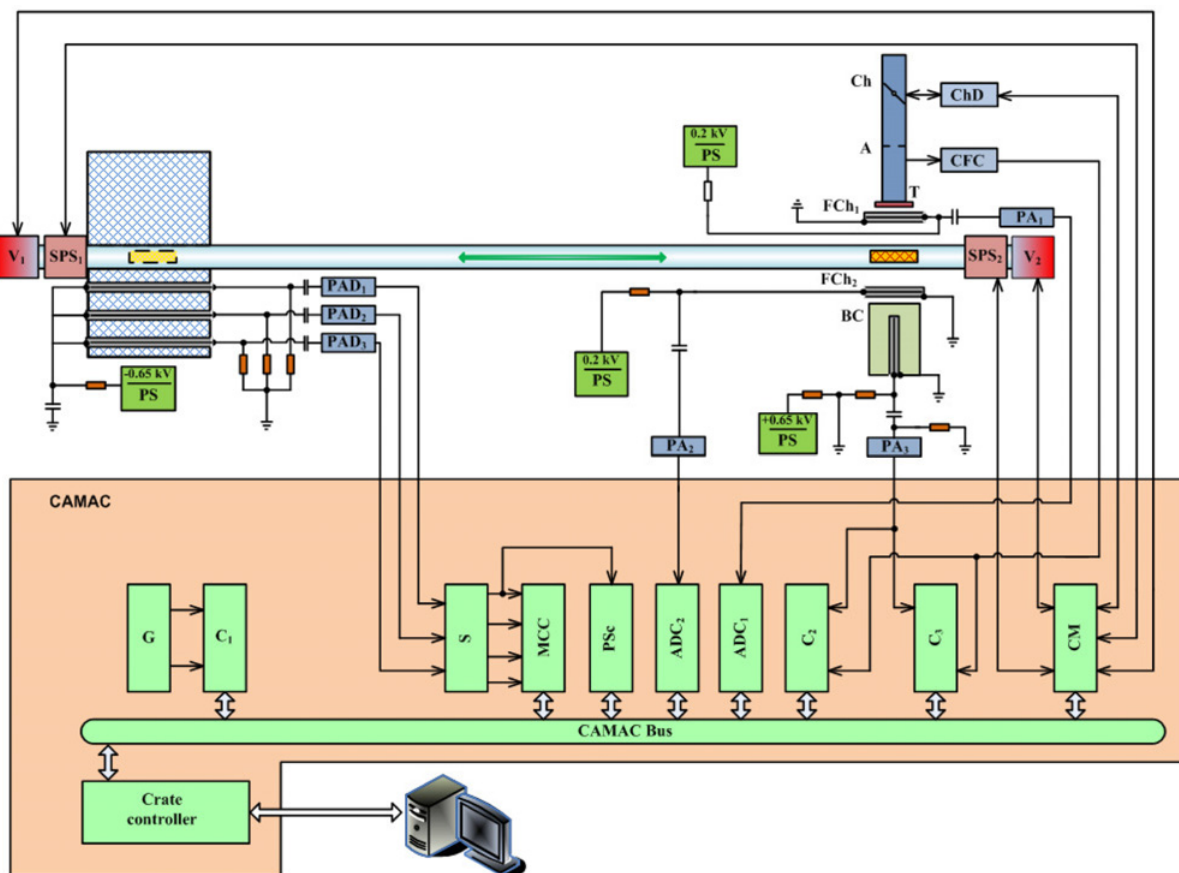 Ch
ChD
0.2 kV
PS
A
CFC
T
FCh₁
PA₁
V₁
SPS₁
SPS₂
V₂
PAD₁
PAD₂
PAD₃
FCh₂
BC
-0.65 kV
PS
0.2 kV
PS
+0.65 kV
PS
PA₂
PA₃
CAMAC
G
C₁
S
MCC
PSc
ADC₂
ADC₁
C₂
C₃
CM
CAMAC Bus
Crate
controller